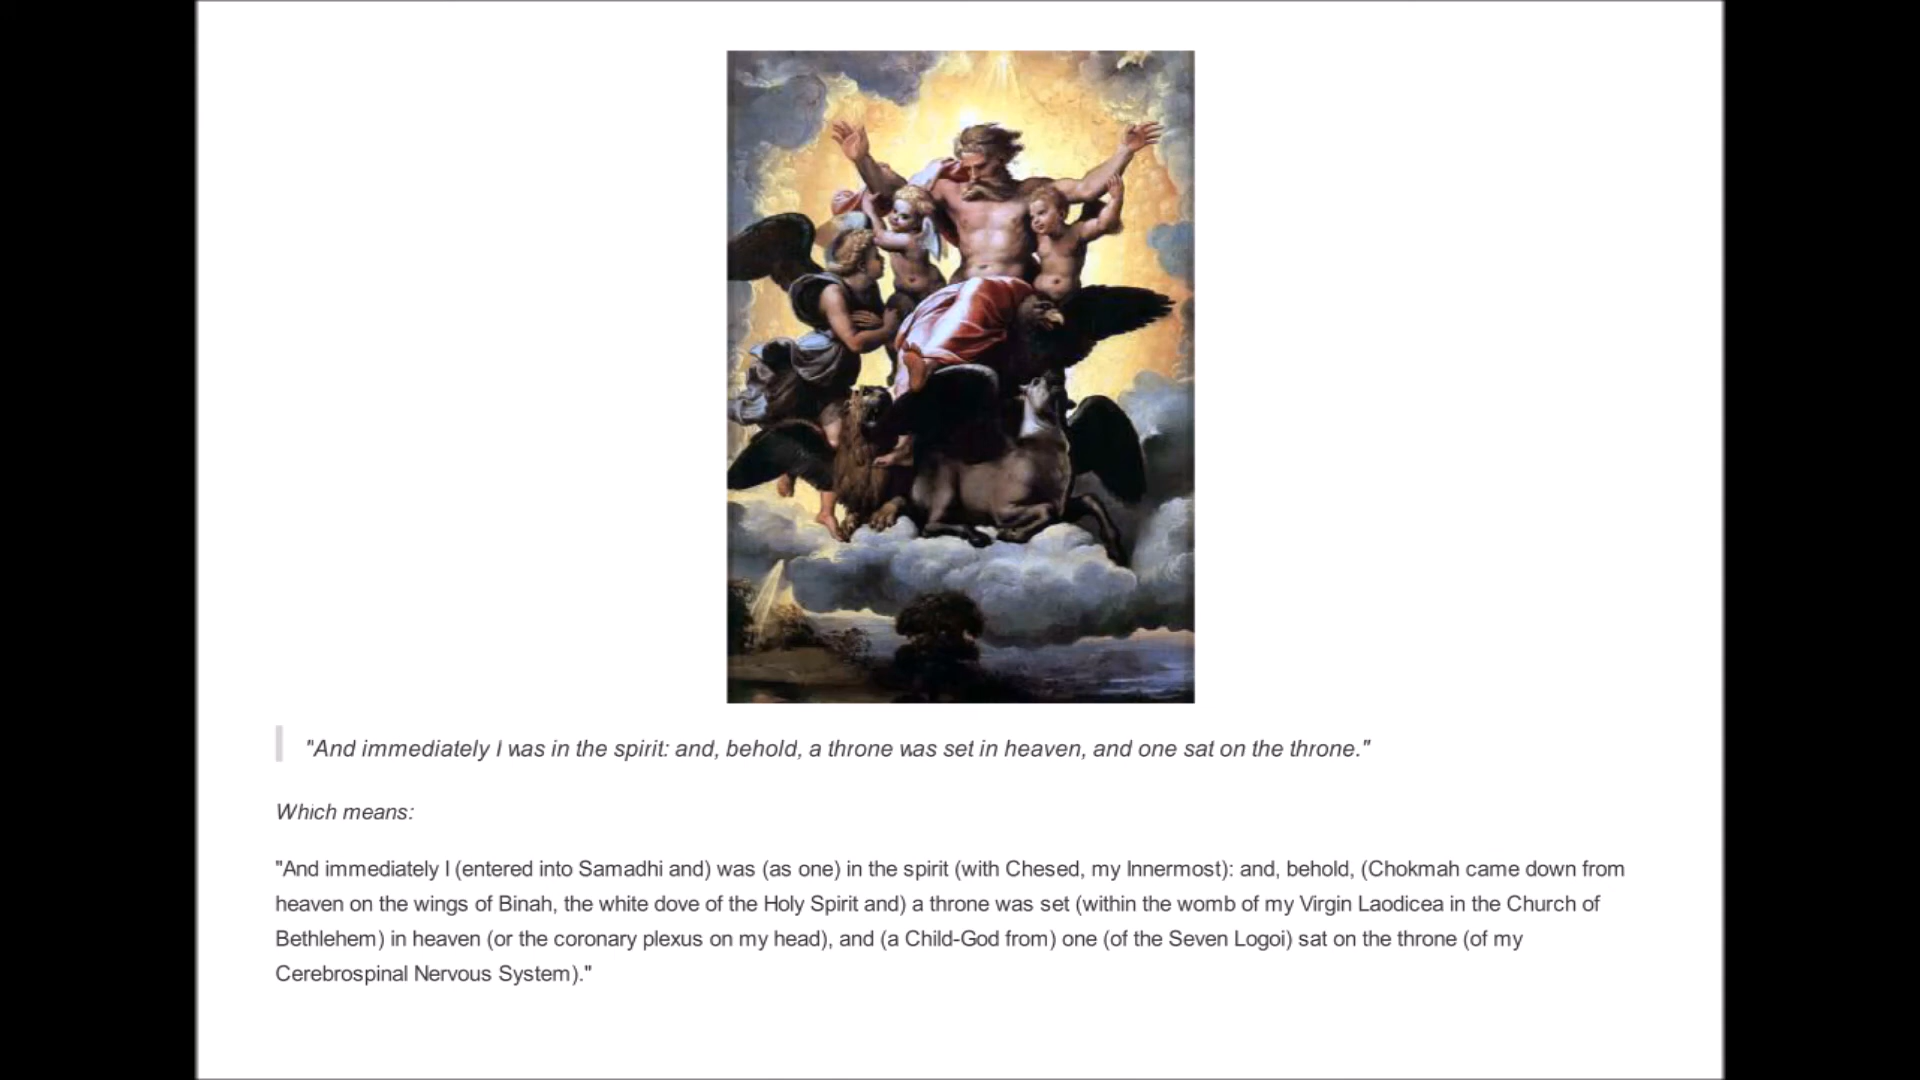 "And immediately I was in the spirit: and, behold, a throne was set in heaven, and one sat on the throne."
Which means:
"And immediately I (entered into Samadhi and) was (as one) in the spirit (with Chesed, my Innermost): and, behold, (Chokmah came down from
heaven on the wings of Binah, the white dove of the Holy Spirit and) a throne was set (within the womb of my Virgin Laodicea in the Church of
Bethlehem) in heaven (or the coronary plexus on my head), and (a Child-God from) one (of the Seven Logoi) sat on the throne (of my
Cerebrospinal Nervous System)."